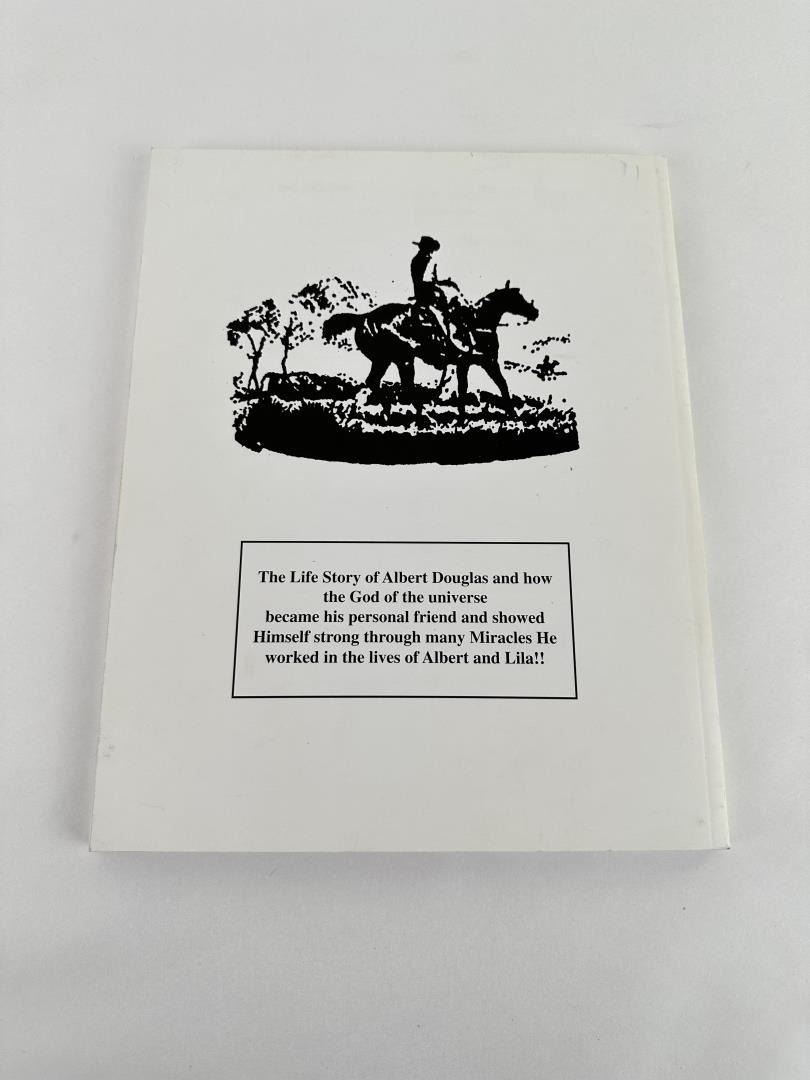 The Life Story of Albert Douglas and how
the God of the universe
became his personal friend and showed
Himself strong through many Miracles He
worked in the lives of Albert and Lila!!